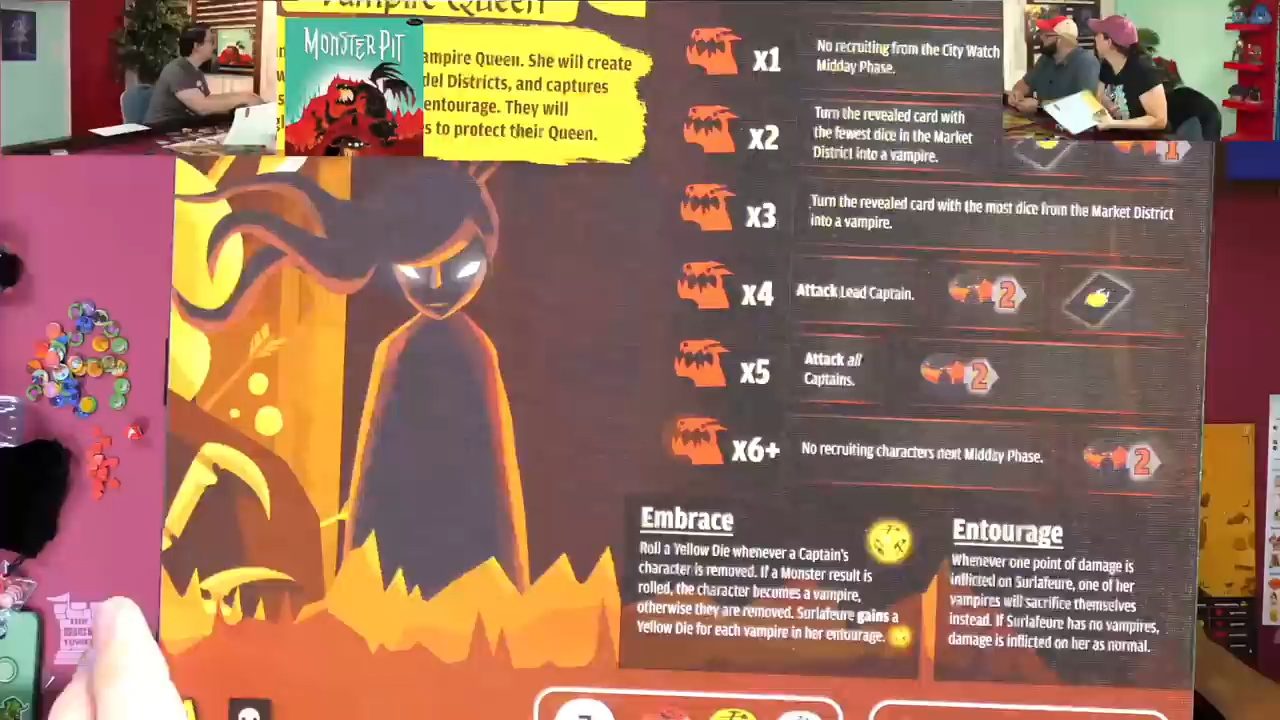 Vampire Queen
MONSTER PIT
ampire Queen. She will create
del Districts, and captures
entourage. They will
s to protect their Queen.
x1
No recruiting from the City Watch
Midday Phase.
x2
Turn the revealed card with
the fewest dice in the Market
District into a vampire.
1
x3
Turn the revealed card with the most dice from the Market District
into a vampire.
x4
Attack Lead Captain.
2
x5
Attack all
Captains.
2
x6+
No recruiting characters next Midday Phase.
2
Embrace
Roll a Yellow Die whenever a Captain's
character is removed. If a Monster result is
rolled, the character becomes a vampire,
otherwise they are removed. Surlafeure gains a
Yellow Die for each vampire in her entourage.
Entourage
Whenever one point of damage is
inflicted on Surlafeure, one of her
vampires will sacrifice themselves
instead. If Surlafeure has no vampires,
damage is inflicted on her as normal.
THE
TOWER